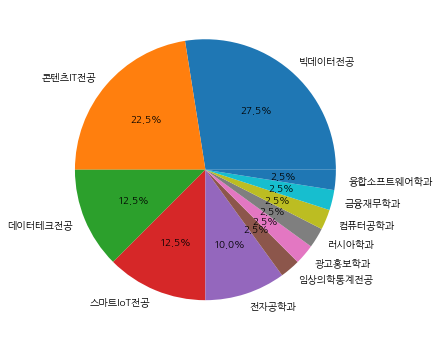 빅데이터전공
27.5%
콘텐츠IT전공
22.5%
데이터테크전공
12.5%
스마트IoT전공
12.5%
전자공학과
10.0%
임상의학통계전공
2.5%
광고홍보학과
2.5%
러시아학과
2.5%
컴퓨터공학과
2.5%
금융재무학과
2.5%
융합소프트웨어학과
2.5%